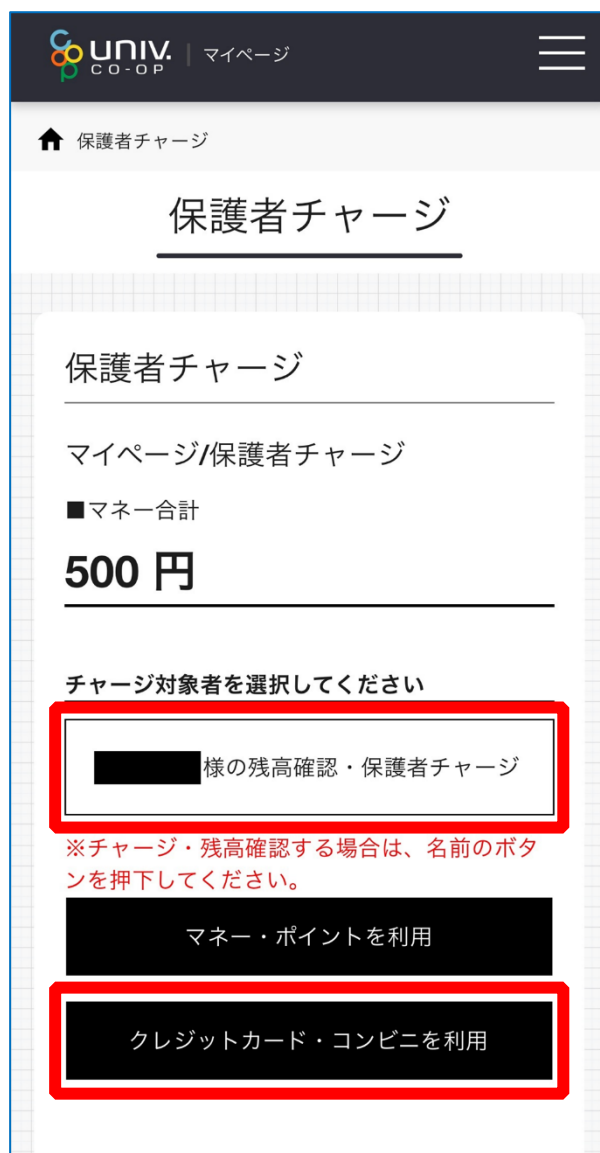 UNIV.
CO-OP
マイページ
保護者チャージ
保護者チャージ
保護者チャージ
マイページ/保護者チャージ
■マネー合計
500 円
チャージ対象者を選択してください
様の残高確認・保護者チャージ
※チャージ・残高確認する場合は、名前のボタ
ンを押下してください。
マネー・ポイントを利用
クレジットカード・コンビニを利用